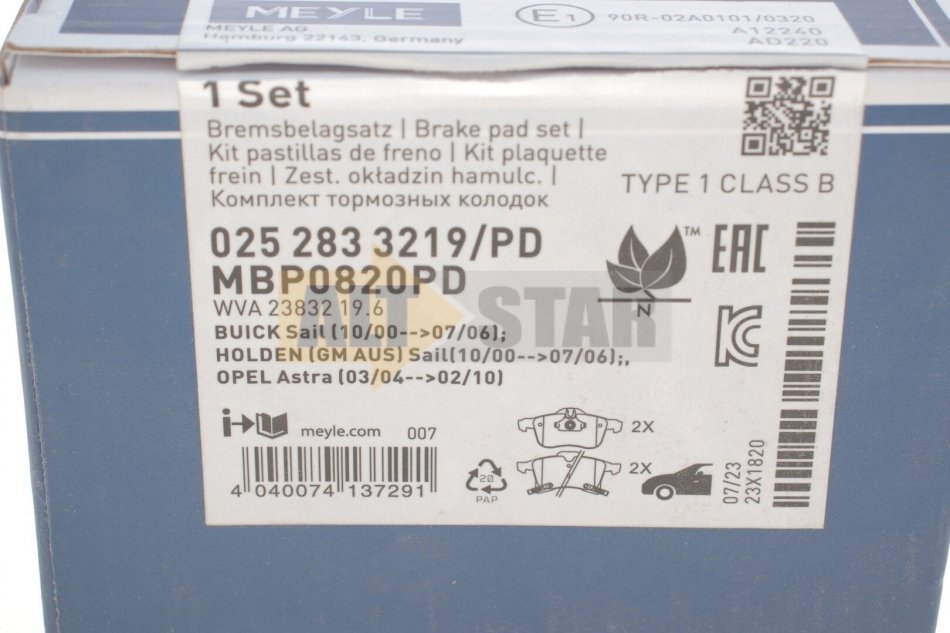 MEYLE
MEYLE AG
Hamburg 22143, Germany
E1
90R-02A0101/0320
A12240
AD220
1 Set
Bremsbelagsatz | Brake pad set |
Kit pastillas de freno | Kit plaquette
frein | Zest. okładzin hamulc. |
Комплект тормозных колодок
TYPE 1 CLASS B
025 283 3219/PD
MBP0820PD
WVA 23832 19.6
BUICK Sail (10/00-->07/06);
HOLDEN (GM AUS) Sail(10/00-->07/06);,
OPEL Astra (03/04-->02/10)
TM
N
EAC
KC
AUTO STAR
i
meyle.com
007
2X
2X
20
PAP
4 040074 137291
07/23
23X1820